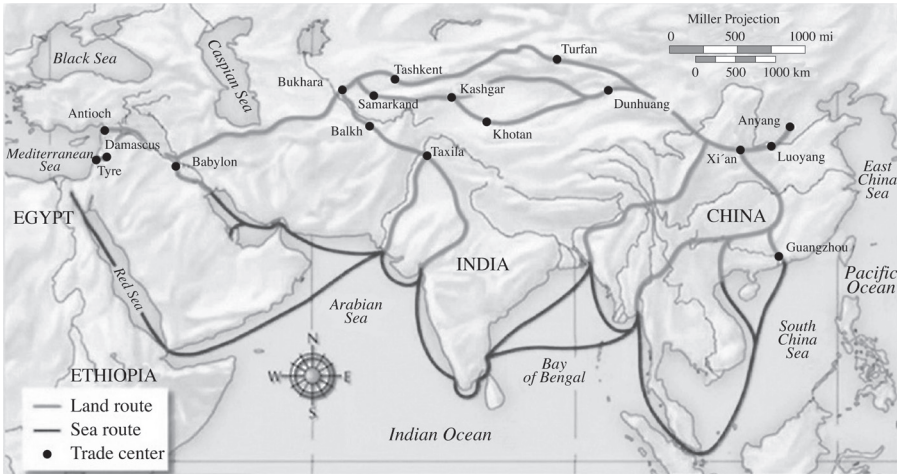 Miller Projection
0 500 1000 mi
0 500 1000 km
Black Sea
Caspian Sea
Turfan
Tashkent
Bukhara
Samarkand
Kashgar
Dunhuang
Antioch
Balkh
Khotan
Anyang
Damascus
Mediterranean
Sea
Tyre
Babylon
Taxila
Xi´an
Luoyang
East
China
Sea
EGYPT
CHINA
Guangzhou
Red Sea
INDIA
Pacific
Ocean
Arabian
Sea
South
China
Sea
N
W E
S
Bay
of Bengal
ETHIOPIA
Land route
Sea route
Trade center
Indian Ocean